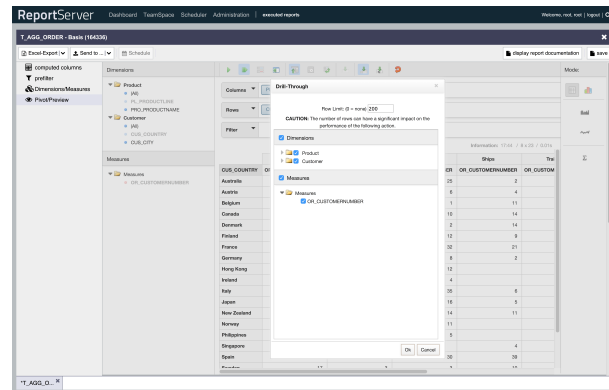 ReportServer Dashboard TeamSpace Scheduler Administration | executed reports Welcome, root, root | logout |
T_AGG_ORDER - Basis (164336)
Excel-Export Send to ... Schedule display report documentation save
computed columns
prefilter
Dimensions/Measures
Pivot/Preview
Dimensions
Product
(All)
PL_PRODUCTLINE
PRO_PRODUCTNAME
Customer
(All)
CUS_COUNTRY
CUS_CITY
Measures
Measures
OR_CUSTOMERNUMBER
Columns
Rows
Filter
Drill-Through
Row Limit: (0 = none) 200
CAUTION: The number of rows can have a significant impact on the
performance of the following action.
Dimensions
Product
Customer
Measures
Measures
OR_CUSTOMERNUMBER
Ok Cancel
Mode:
Ships Trai
CUS_COUNTRY ER OR_CUSTOMERNUMBER OR_CUSTOM
Australia 25 2
Austria 6 4
Belgium 1 11
Canada 10 14
Denmark 2 14
Finland 12 8
France 32 21
Germany 8 2
Hong Kong 12
Ireland 4
Italy 35 6
Japan 16 5
New Zealand 14 11
Norway 11
Philippines 5
Singapore 4
Spain 30 39
*T_AGG_O...